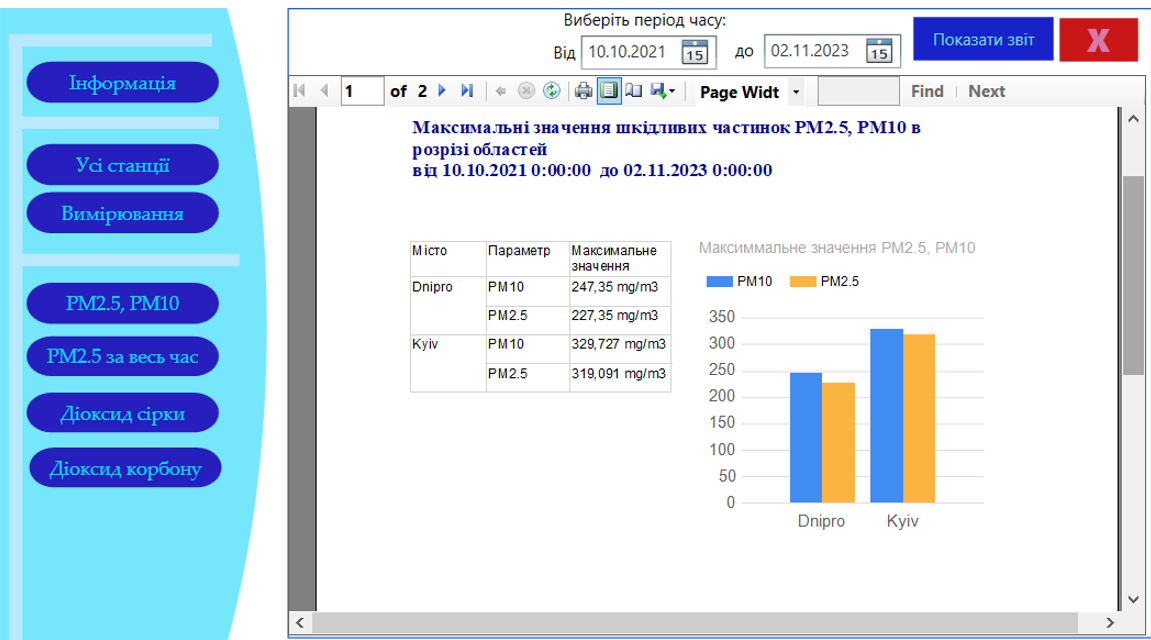 Інформація
Усі станції
Вимірювання
PM2.5, PM10
PM2.5 за весь час
Діоксид сірки
Діоксид корбону
Виберіть період часу:
Від 10.10.2021 15 до 02.11.2023 15
Показати звіт
X
1 of 2 Page Widt Find Next
Максимальні значення шкідливих частинок PM2.5, PM10 в
розрізі областей
від 10.10.2021 0:00:00 до 02.11.2023 0:00:00
Місто Параметр Максимальне
значення
Dnipro PM10 247,35 mg/m3
PM2.5 227,35 mg/m3
Kyiv PM10 329,727 mg/m3
PM2.5 319,091 mg/m3
Максиммальне значення PM2.5, PM10
PM10 PM2.5
350
300
250
200
150
100
50
0
Dnipro Kyiv